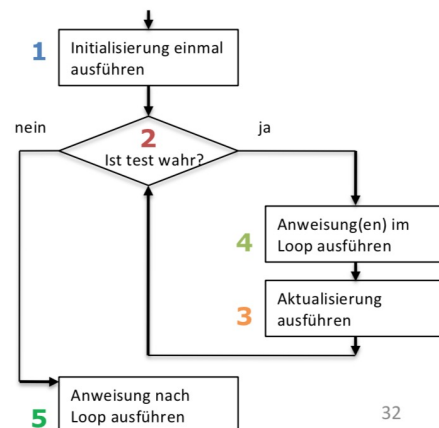 1
Initialisierung einmal
ausführen
nein
ja
2
Ist test wahr?
4
Anweisung(en) im
Loop ausführen
3
Aktualisierung
ausführen
5
Anweisung nach
Loop ausführen
32